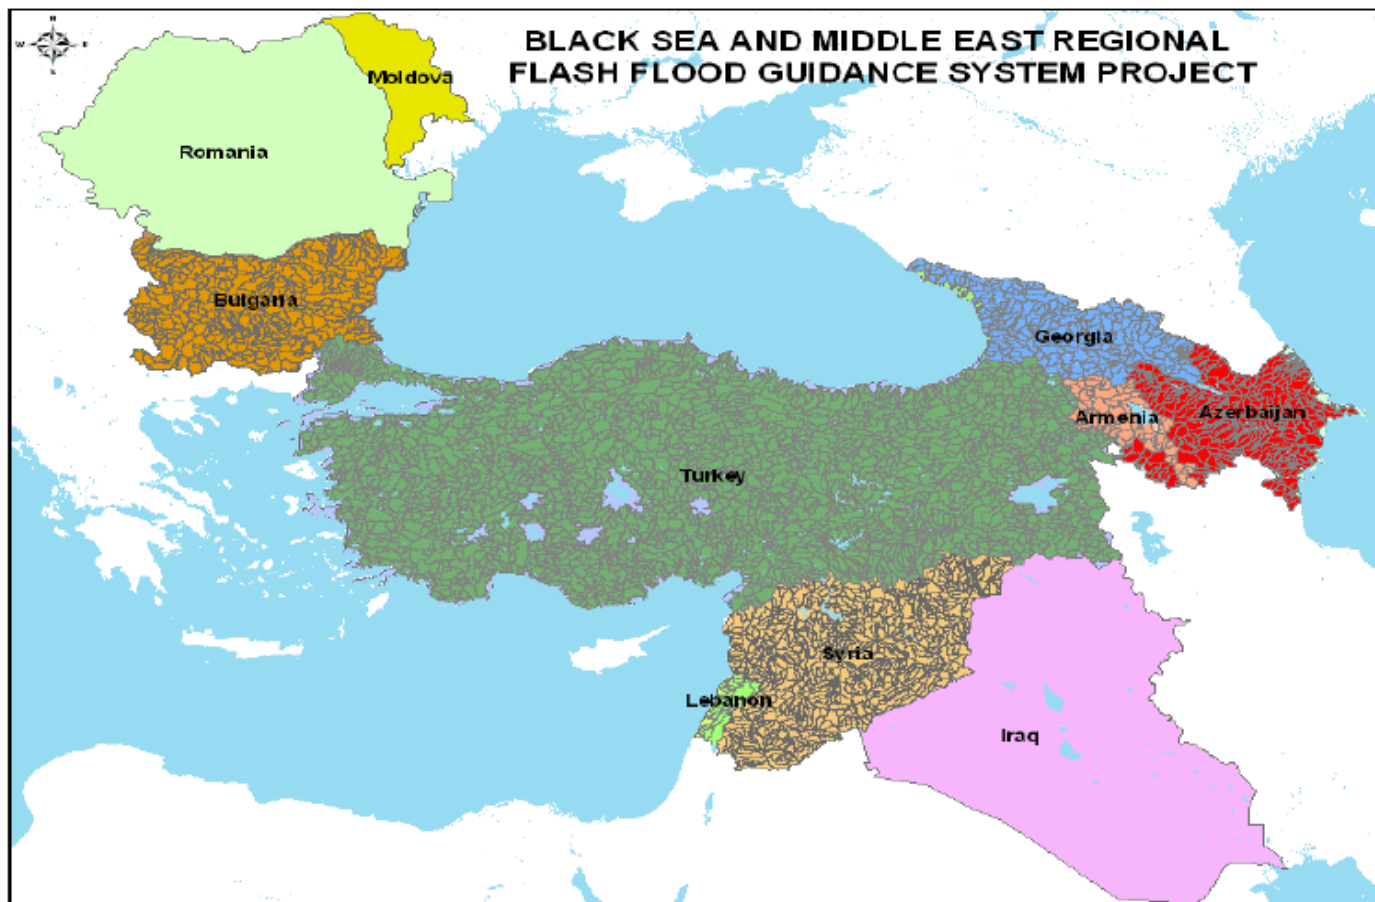 N
W
E
S
BLACK SEA AND MIDDLE EAST REGIONAL
FLASH FLOOD GUIDANCE SYSTEM PROJECT
Moldova
Romania
Bulgaria
Georgia
Armenia
Azerbaijan
Turkey
Syria
Lebanon
Iraq